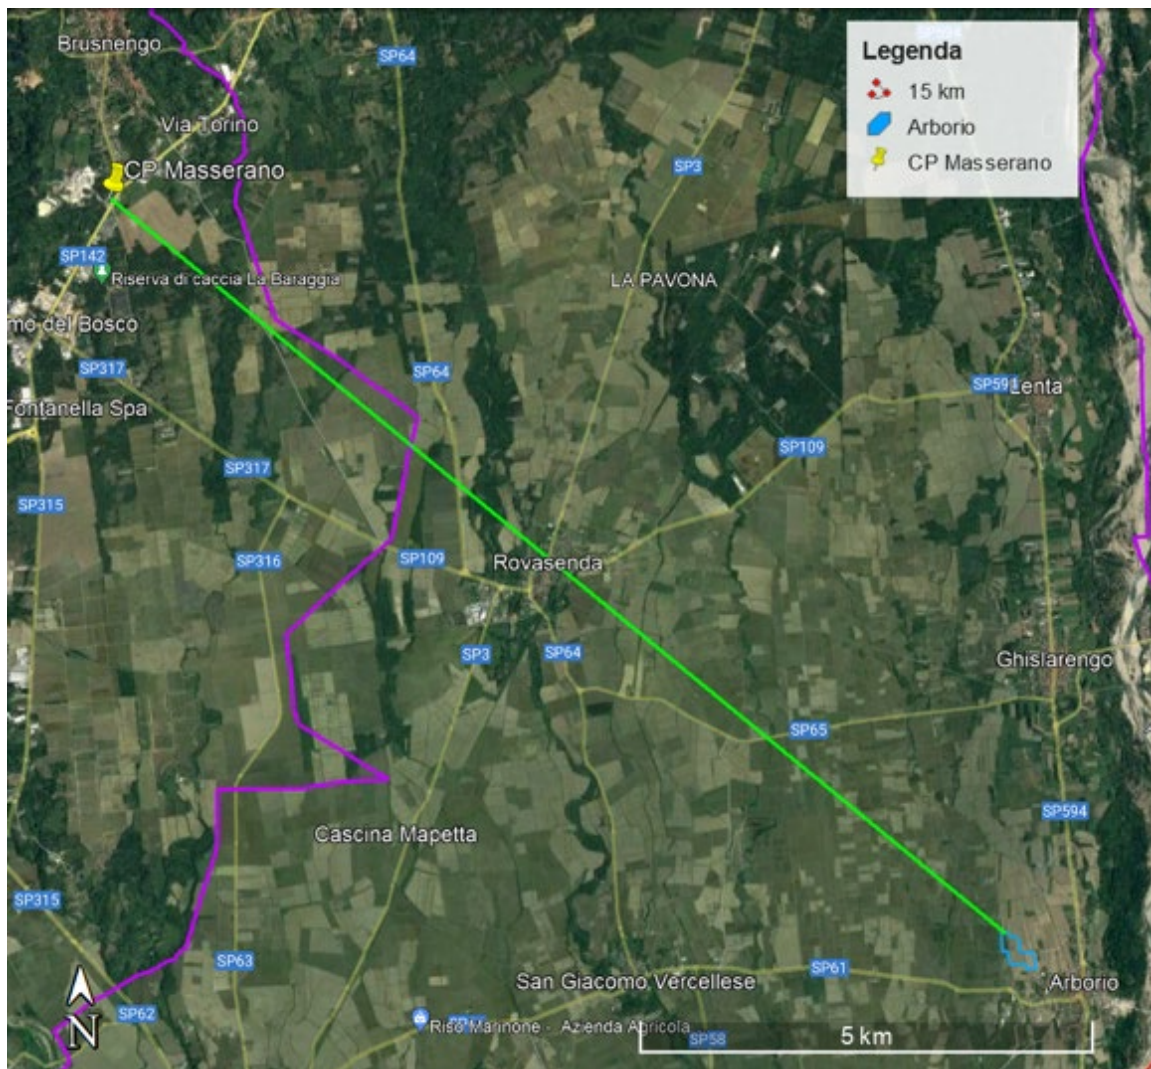 Brusnengo
SP64
Legenda
15 km
Arborio
CP Masserano
Via Torino
CP Masserano
SP3
SP142
Riserva di caccia La Baraggia
LA PAVONA
mo del Bosco
SP317
SP64
SP594
Lenta
Fontanella Spa
SP109
SP317
SP315
SP316
SP109
Rovasenda
SP3
SP64
Ghislarengo
SP65
SP594
Cascina Mapetta
SP315
SP63
SP61
San Giacomo Vercellese
Arborio
N
SP62
Riso Marinone - Azienda Agricola
SP58
5 km